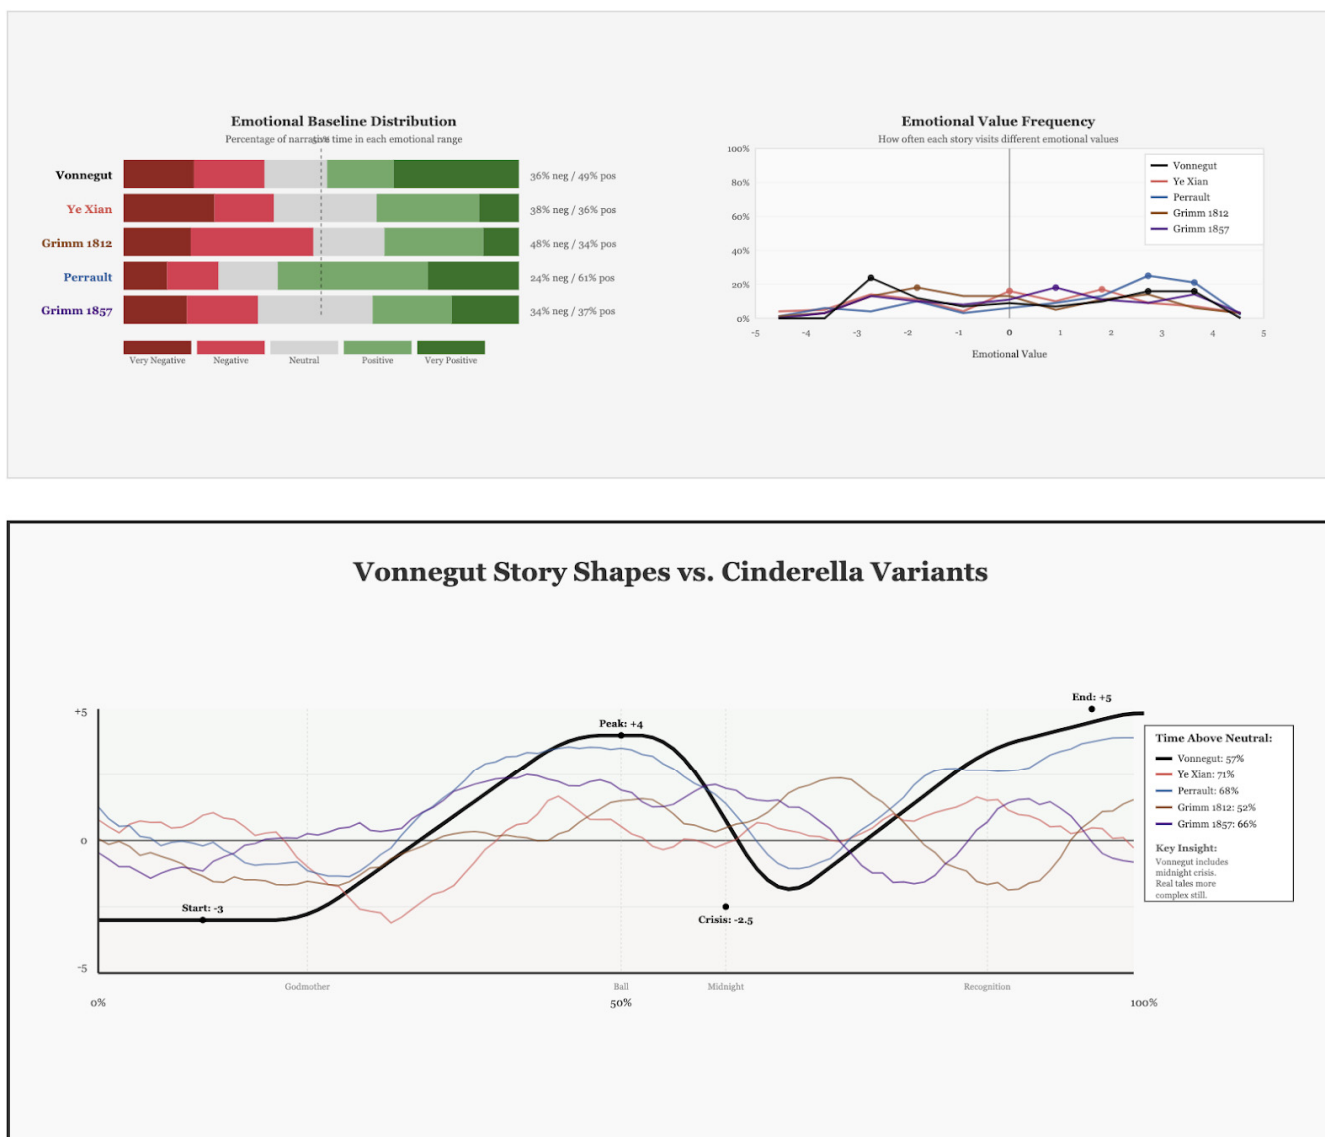 Emotional Baseline Distribution
Percentage of narrative time in each emotional range
Vonnegut
36% neg / 49% pos
Ye Xian
38% neg / 36% pos
Grimm 1812
48% neg / 34% pos
Perrault
24% neg / 61% pos
Grimm 1857
34% neg / 37% pos
Very Negative
Negative
Neutral
Positive
Very Positive
Emotional Value Frequency
How often each story visits different emotional values
100%
80%
60%
40%
20%
0%
Vonnegut
Ye Xian
Perrault
Grimm 1812
Grimm 1857
-5 -4 -3 -2 -1 0 1 2 3 4 5
Emotional Value
Vonnegut Story Shapes vs. Cinderella Variants
+5
0
-5
Start: -3
Peak: +4
Crisis: -2.5
End: +5
Godmother
Ball
Midnight
Recognition
0%
50%
100%
Time Above Neutral:
Vonnegut: 57%
Ye Xian: 71%
Perrault: 68%
Grimm 1812: 52%
Grimm 1857: 66%
Key Insight:
Vonnegut includes
midnight crisis.
Real tales more
complex still.